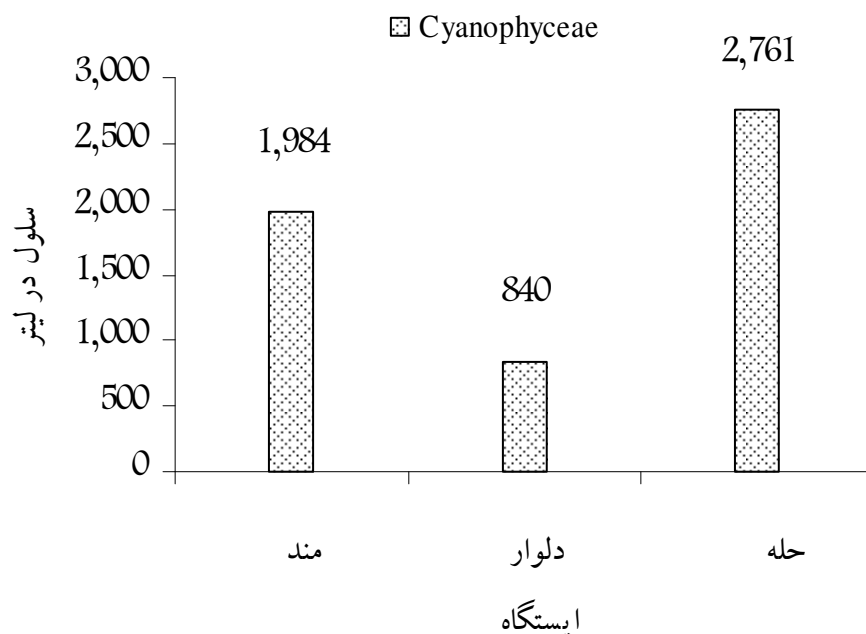 Cyanophyceae
3,000
2,500
2,000
1,500
1,000
500
0
سلول در لیتر
1,984
840
2,761
مند
دلوار
حله
ایستگاه